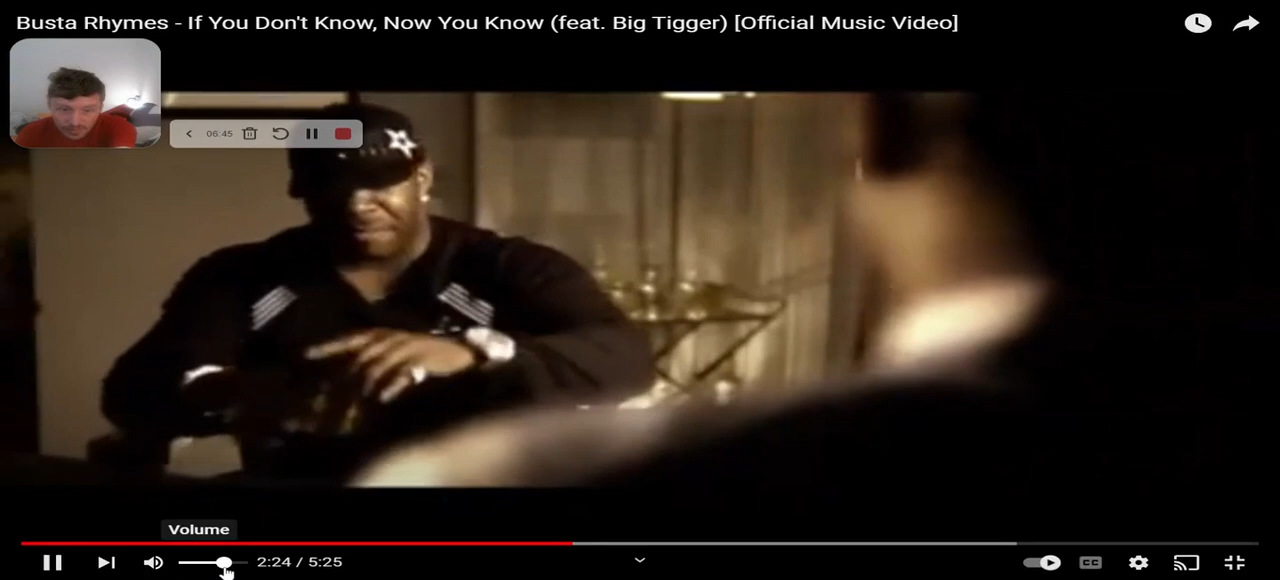 Busta Rhymes - If You Don't Know, Now You Know (feat. Big Tigger) [Official Music Video]
06:45
Volume
2:24 / 5:25
CC